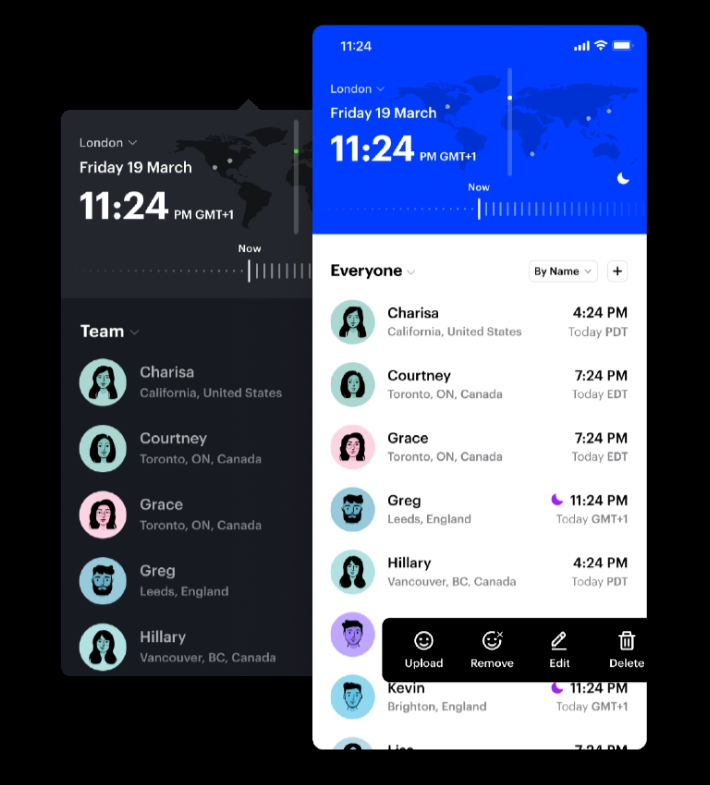 London
Friday 19 March
11:24 PM GMT+1
Now
Team
Charisa
California, United States
Courtney
Toronto, ON, Canada
Grace
Toronto, ON, Canada
Greg
Leeds, England
Hillary
Vancouver, BC, Canada
11:24
London
Friday 19 March
11:24 PM GMT+1
Now
Everyone
By Name
+
Charisa
4:24 PM
California, United States
Today PDT
Courtney
7:24 PM
Toronto, ON, Canada
Today EDT
Grace
7:24 PM
Toronto, ON, Canada
Today EDT
Greg
11:24 PM
Leeds, England
Today GMT+1
Hillary
4:24 PM
Vancouver, BC, Canada
Today PDT
Upload
Remove
Edit
Delete
Kevin
11:24 PM
Brighton, England
Today GMT+1
7:24 PM